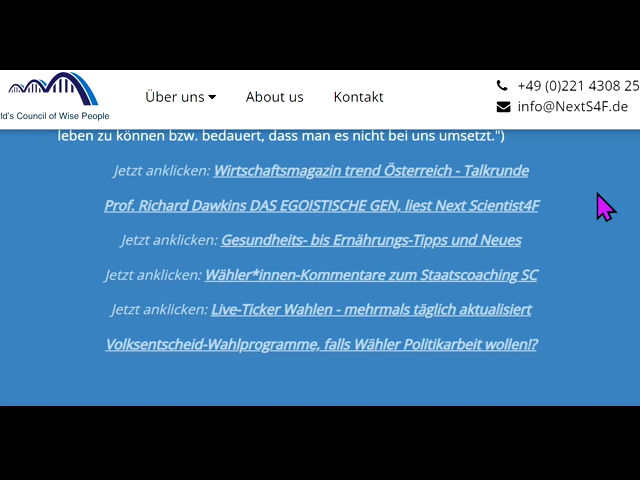 Über uns About us Kontakt
+49 (0)221 4308 25
info@NextS4F.de
ld's Council of Wise People
leben zu können bzw. bedauert, dass man es nicht bei uns umsetzt.")
Jetzt anklicken: Wirtschaftsmagazin trend Österreich - Talkrunde
Prof. Richard Dawkins DAS EGOISTISCHE GEN, liest Next Scientist4F
Jetzt anklicken: Gesundheits- bis Ernährungs-Tipps und Neues
Jetzt anklicken: Wähler*innen-Kommentare zum Staatscoaching SC
Jetzt anklicken: Live-Ticker Wahlen - mehrmals täglich aktualisiert
Volksentscheid-Wahlprogramme, falls Wähler Politikarbeit wollen!?